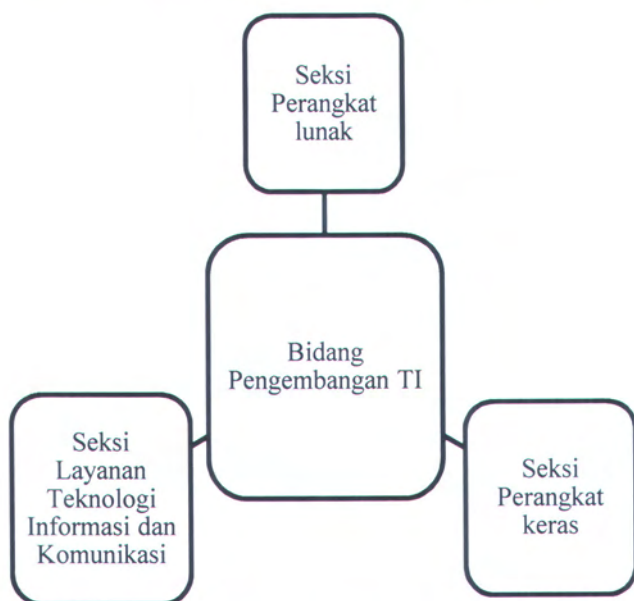 Seksi
Perangkat
lunak
Bidang
Pengembangan TI
Seksi
Layanan
Teknologi
Informasi dan
Komunikasi
Seksi
Perangkat
keras